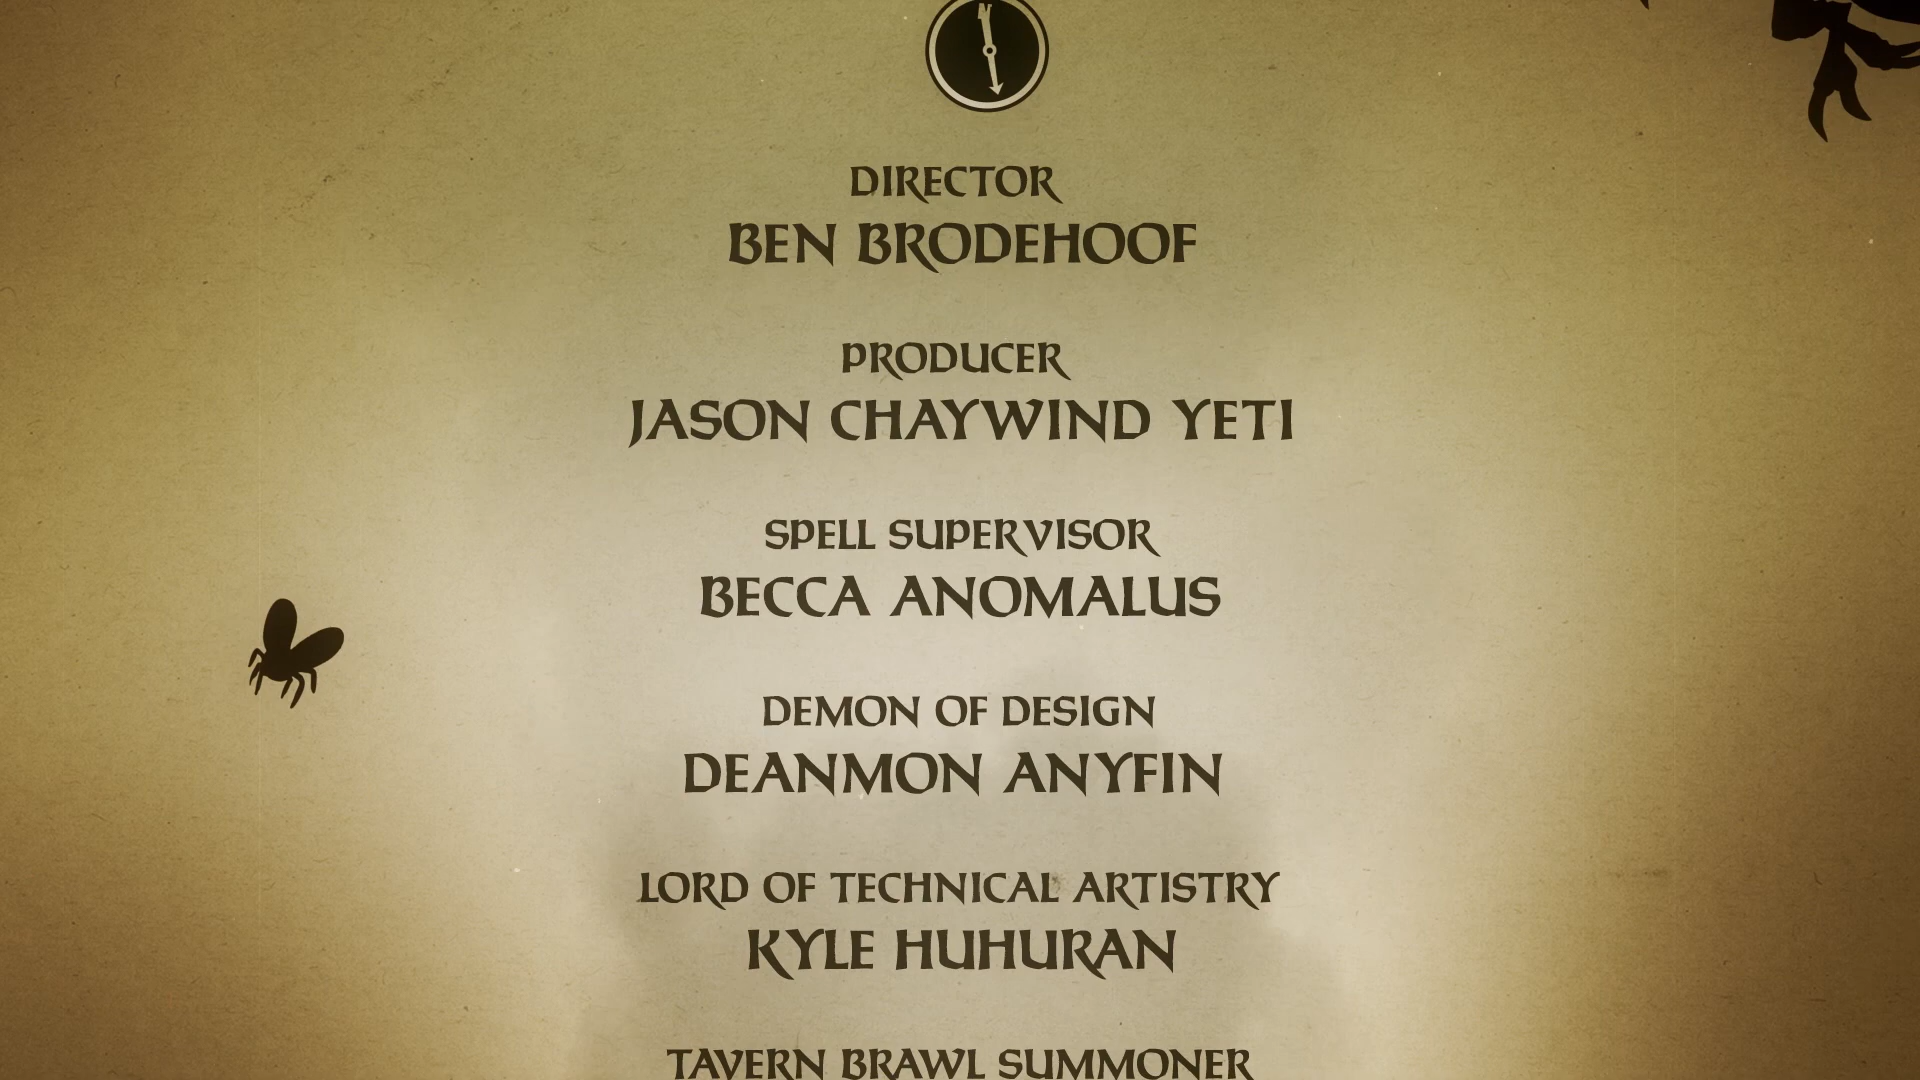 N
DIRECTOR
BEN BRODEHOOF
PRODUCER
JASON CHAYWIND YETI
SPELL SUPERVISOR
BECCA ANOMALUS
DEMON OF DESIGN
DEANMON ANYFIN
LORD OF TECHNICAL ARTISTRY
KYLE HUHURAN
TAVERN BRAWL SUMMONER